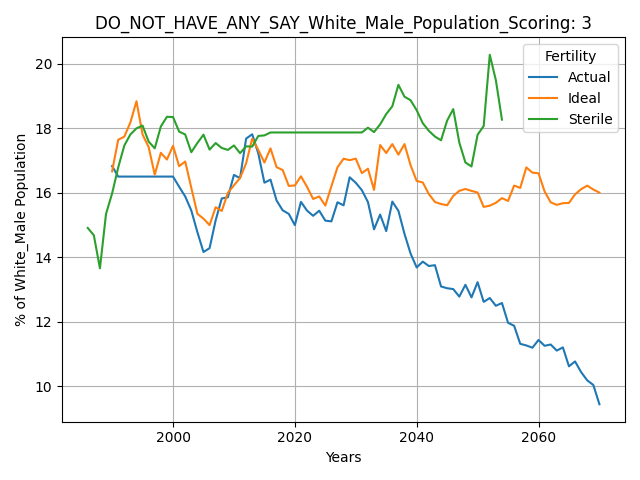 DO_NOT_HAVE_ANY_SAY_White_Male_Population_Scoring: 3
% of White_Male Population
20
18
16
14
12
10
Fertility
Actual
Ideal
Sterile
2000
2020
2040
2060
Years